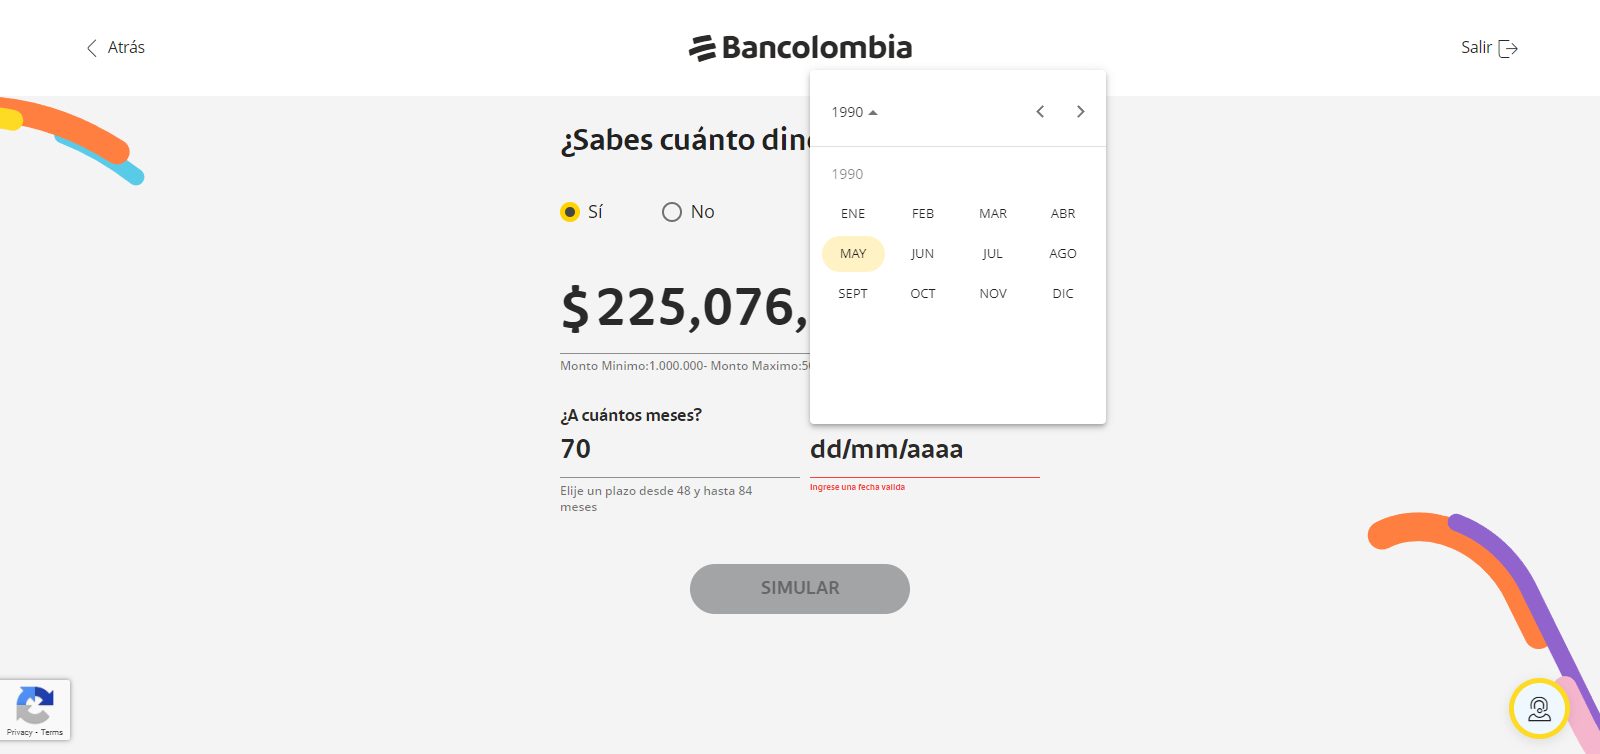 Atrás
Bancolombia
Salir
¿Sabes cuánto
Sí
No
$ 225,076,
Monto Minimo:1.000.000- Monto Maximo:
¿A cuántos meses?
70
Elije un plazo desde 48 y hasta 84
meses
1990
1990
ENE FEB MAR ABR
MAY JUN JUL AGO
SEPT OCT NOV DIC
dd/mm/aaaa
Ingrese una fecha valida
SIMULAR
Privacy - Terms